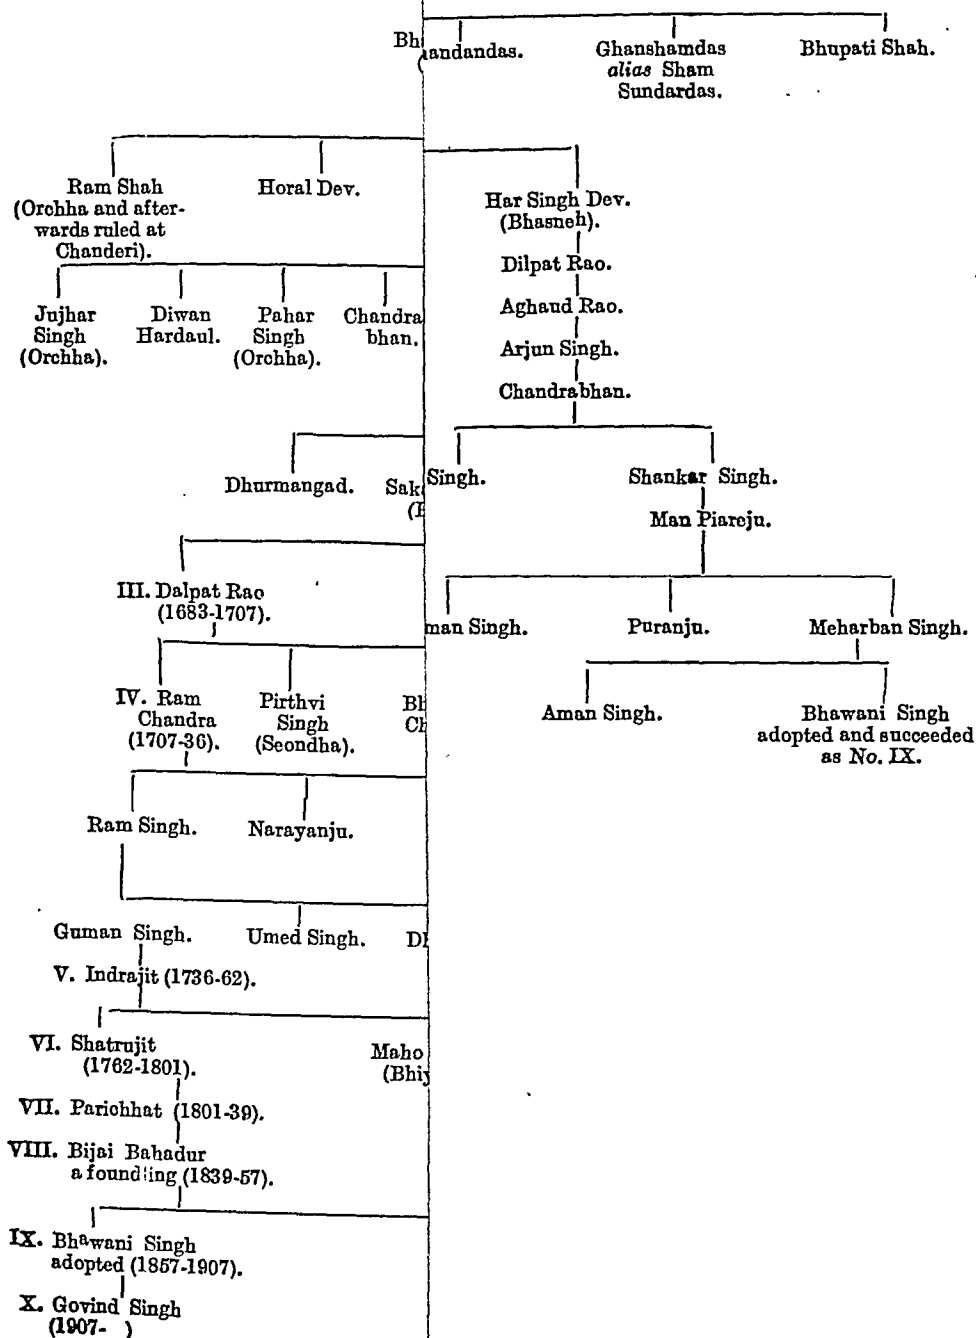 Ghanshamdas
alias Sham
Sundardas.
Bhupati Shah.
Ram Shah
(Orchha and after-
wards ruled at
Chanderi).
Horal Dev.
Har Singh Dev.
(Bhasneh).
Dilpat Rao.
Aghaud Rao.
Arjun Singh.
Chandrabhan.
Jujhar
Singh
(Orchha).
Diwan
Hardaul.
Pahar
Singh
(Orchha).
Chandra
bhan.
Dhurmangad.
Singh.
Shankar Singh.
Man Piareju.
III. Dalpat Rao
(1683-1707).
man Singh.
Puranju.
Meharban Singh.
IV. Ram
Chandra
(1707-36).
Pirthvi
Singh
(Seondha).
Aman Singh.
Bhawani Singh
adopted and succeeded
as No. IX.
Ram Singh.
Narayanju.
Guman Singh.
Umed Singh.
V. Indrajit (1736-62).
VI. Shatrujit
(1762-1801).
Maho
VII. Parichhat (1801-39).
VIII. Bijai Bahadur
a foundling (1839-57).
IX. Bhawani Singh
adopted (1857-1907).
X. Govind Singh
(1907- )